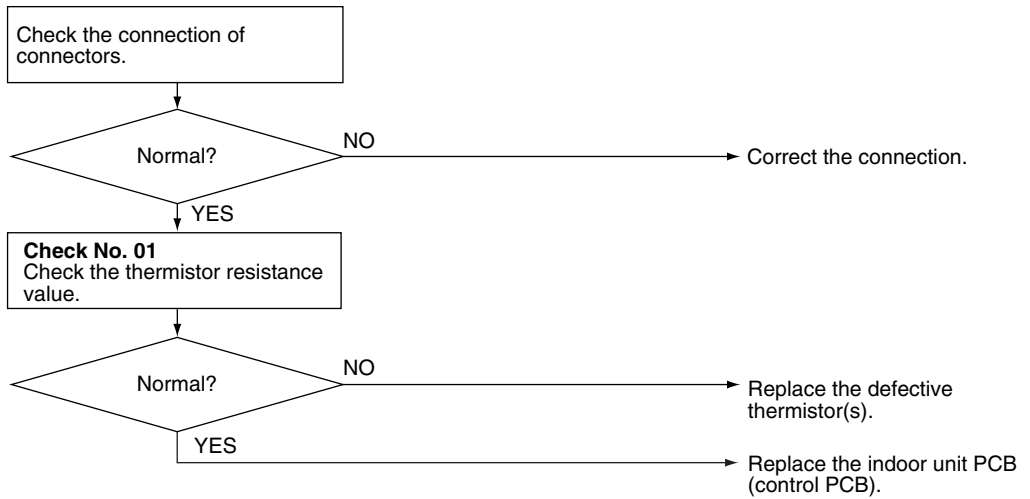 Check the connection of
connectors.
Normal?
NO
Correct the connection.
YES
Check No. 01
Check the thermistor resistance
value.
Normal?
NO
Replace the defective
thermistor(s).
YES
Replace the indoor unit PCB
(control PCB).